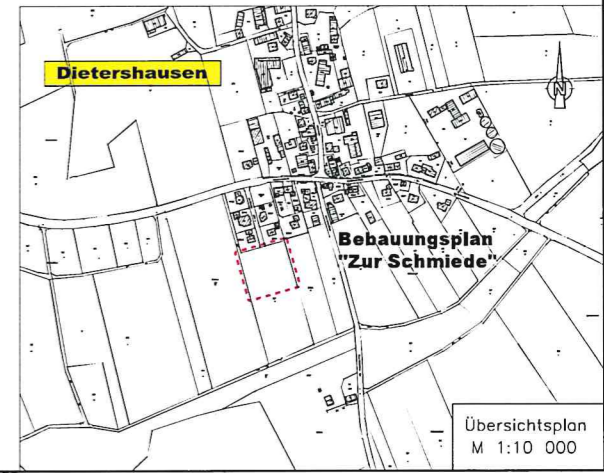 Dietershausen
N
Bebauungsplan
"Zur Schmiede"
Übersichtsplan
M 1:10 000